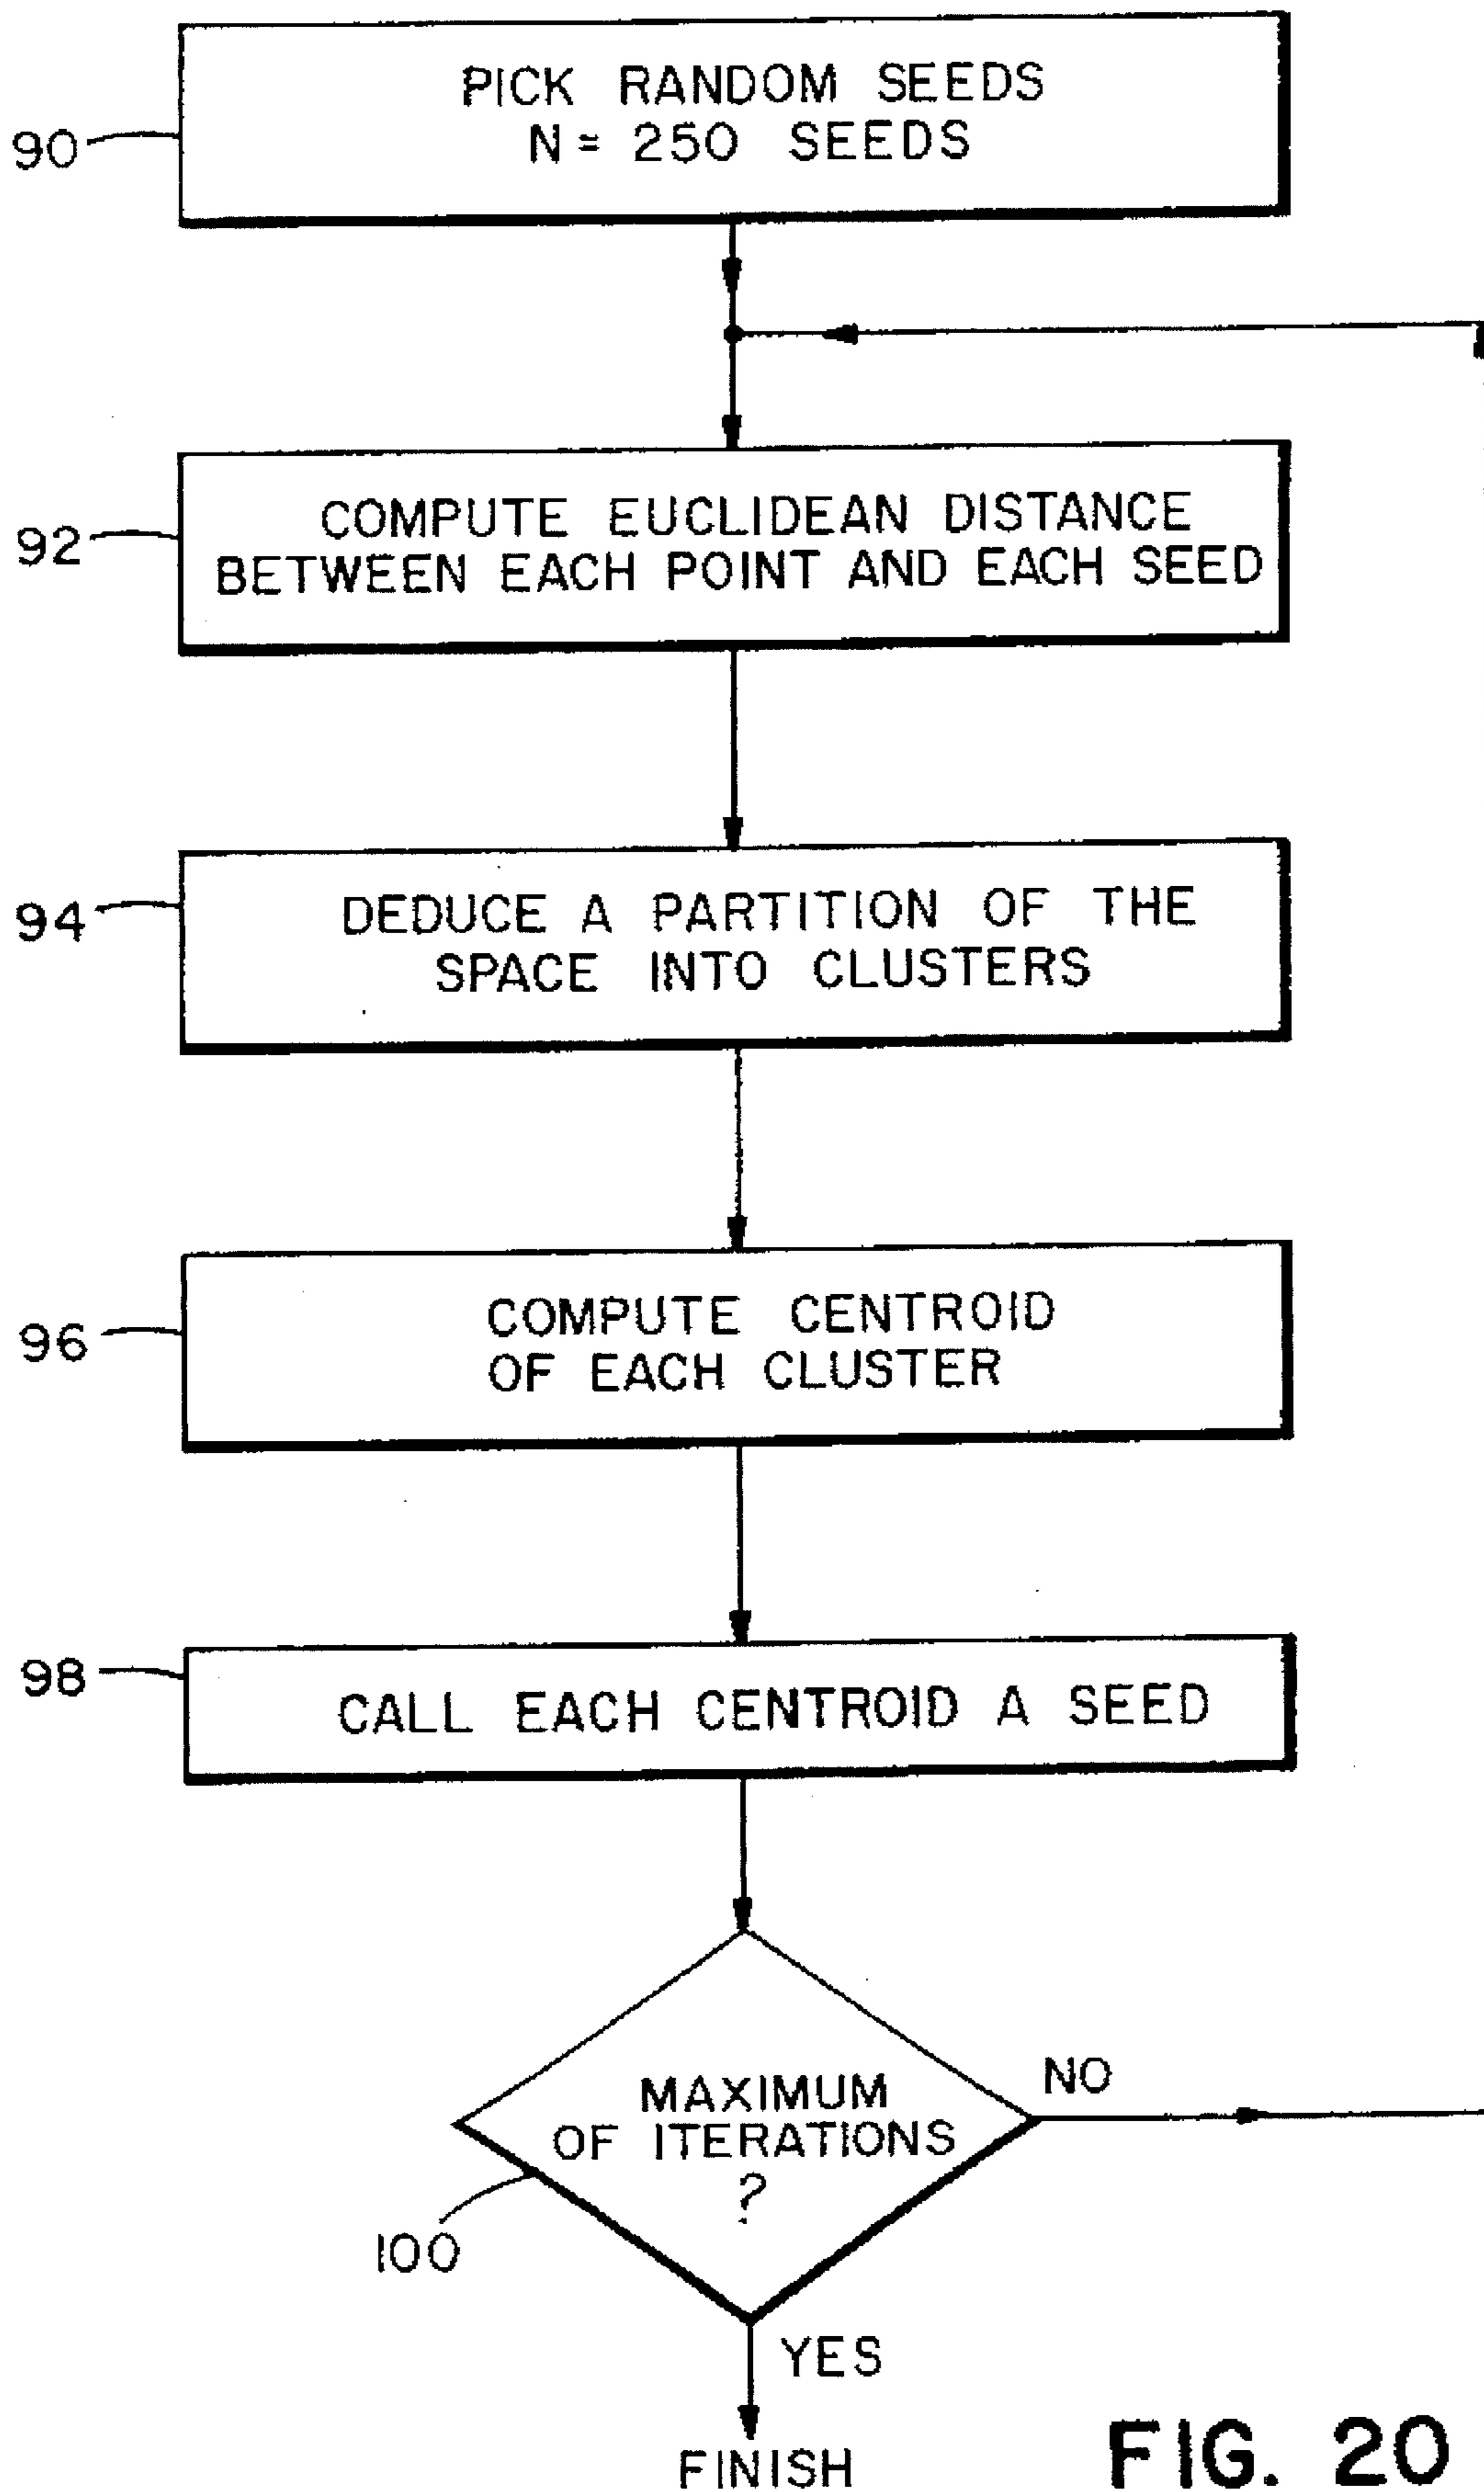 PICK RANDOM SEEDS
N = 250 SEEDS
90
COMPUTE EUCLIDEAN DISTANCE
BETWEEN EACH POINT AND EACH SEED
92
DEDUCE A PARTITION OF THE
SPACE INTO CLUSTERS
94
COMPUTE CENTROID
OF EACH CLUSTER
96
CALL EACH CENTROID A SEED
98
MAXIMUM
OF ITERATIONS
?
NO
100
YES
FINISH
FIG. 20